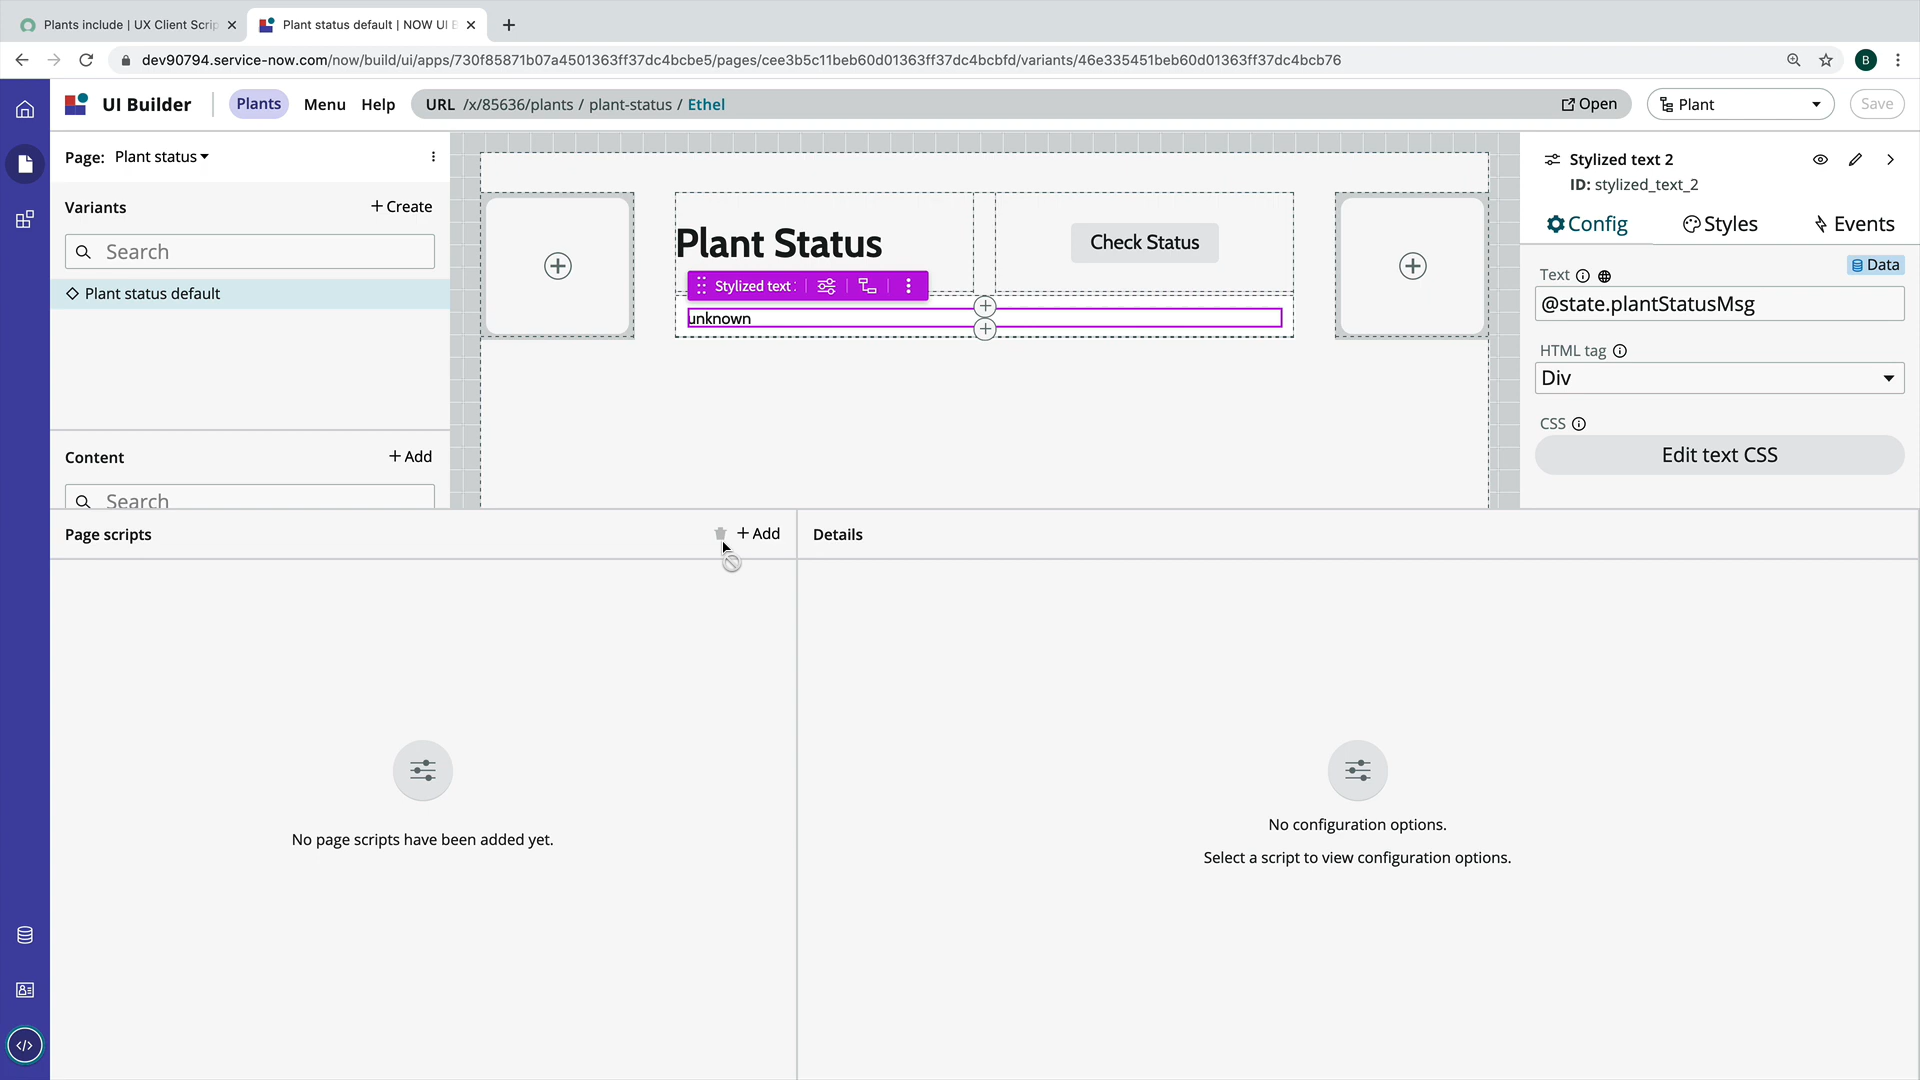 Plants include | UX Client Scrip
Plant status default | NOW UI B
dev90794.service-now.com/now/build/ui/apps/730f85871b07a4501363ff37dc4bcbe5/pages/cee3b5c11beb60d01363ff37dc4bcbfd/variants/46e335451beb60d01363ff37dc4bcb76
B
UI Builder
Plants
Menu
Help
URL /x/85636/plants / plant-status / Ethel
Open
Plant
Save
Page: Plant status
Variants
+ Create
Search
Plant status default
Content
+ Add
Search
Plant Status
Check Status
Stylized text
unknown
Stylized text 2
ID: stylized_text_2
Config
Styles
Events
Data
Text
@state.plantStatusMsg
HTML tag
Div
CSS
Edit text CSS
Page scripts
+ Add
Details
No page scripts have been added yet.
No configuration options.
Select a script to view configuration options.